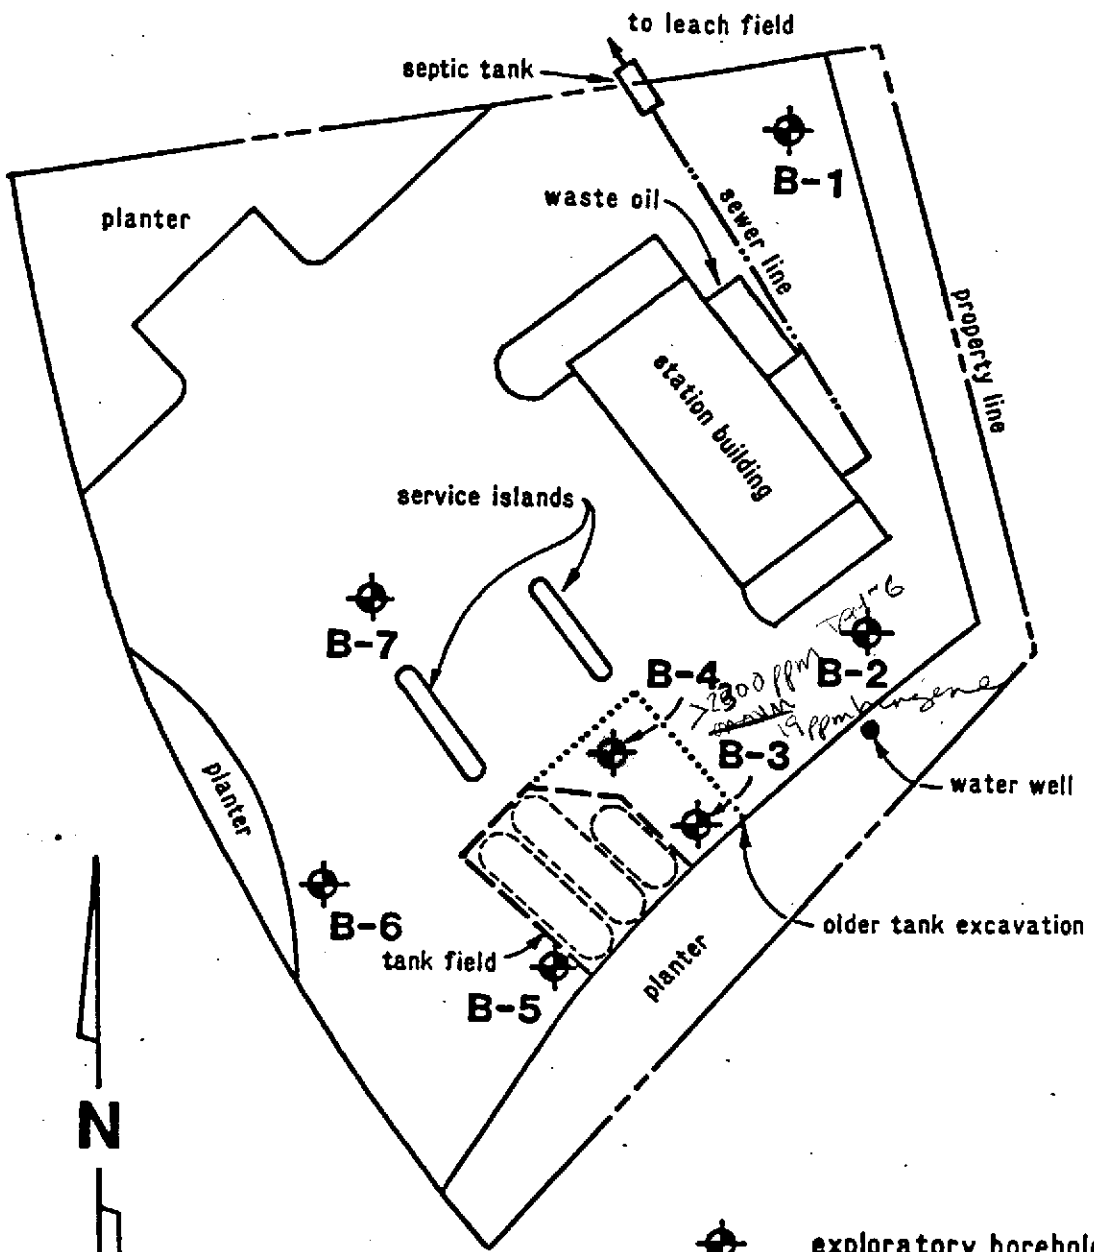 to leach field
septic tank
B-1
waste oil
planter
sewer line
property line
station building
service islands
B-7
B-2
B-4
ppm
19 ppm benzene
B-3
water well
planter
B-6
older tank excavation
tank field
planter
B-5
N
exploratory borehole